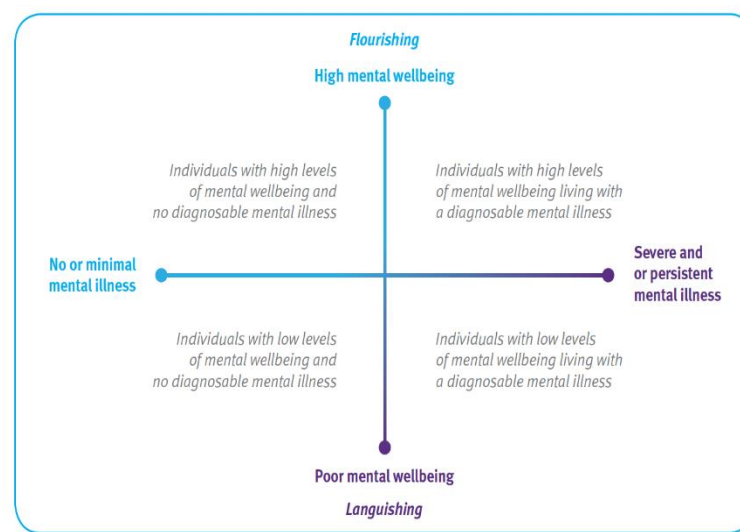 Flourishing
High mental wellbeing
Individuals with high levels
of mental wellbeing and
no diagnosable mental illness
Individuals with high levels
of mental wellbeing living with
a diagnosable mental illness
No or minimal
mental illness
Severe and
or persistent
mental illness
Individuals with low levels
of mental wellbeing and
no diagnosable mental illness
Individuals with low levels
of mental wellbeing living with
a diagnosable mental illness
Poor mental wellbeing
Languishing